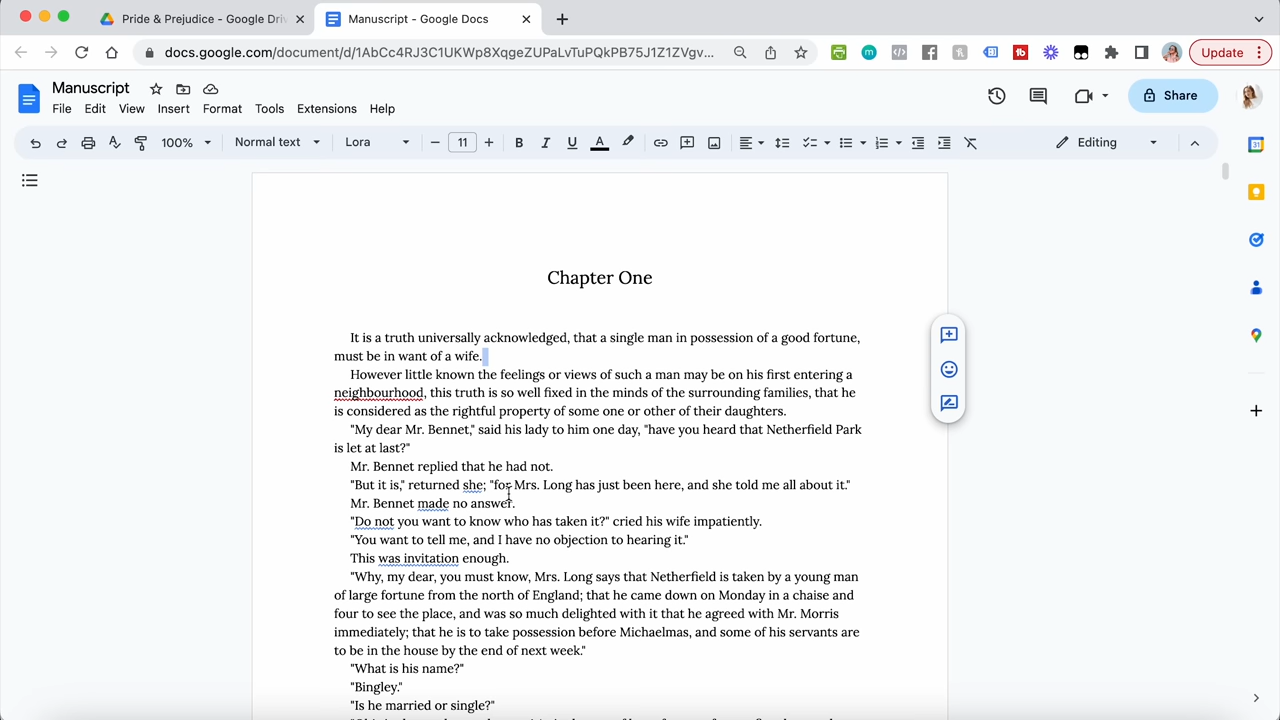 Pride & Prejudice - Google Driv
Manuscript - Google Docs
docs.google.com/document/d/1AbCc4RJ3C1UKWp8XqgeZUPaLvTuPQkPB75J1Z1ZVgv...
Update
Manuscript
File Edit View Insert Format Tools Extensions Help
Share
100% Normal text Lora 11 B I U A Editing
31
Chapter One
It is a truth universally acknowledged, that a single man in possession of a good fortune,
must be in want of a wife.
However little known the feelings or views of such a man may be on his first entering a
neighbourhood, this truth is so well fixed in the minds of the surrounding families, that he
is considered as the rightful property of some one or other of their daughters.
"My dear Mr. Bennet," said his lady to him one day, "have you heard that Netherfield Park
is let at last?"
Mr. Bennet replied that he had not.
"But it is," returned she; "for Mrs. Long has just been here, and she told me all about it."
Mr. Bennet made no answer.
"Do not you want to know who has taken it?" cried his wife impatiently.
"You want to tell me, and I have no objection to hearing it."
This was invitation enough.
"Why, my dear, you must know, Mrs. Long says that Netherfield is taken by a young man
of large fortune from the north of England; that he came down on Monday in a chaise and
four to see the place, and was so much delighted with it that he agreed with Mr. Morris
immediately; that he is to take possession before Michaelmas, and some of his servants are
to be in the house by the end of next week."
"What is his name?"
"Bingley."
"Is he married or single?"